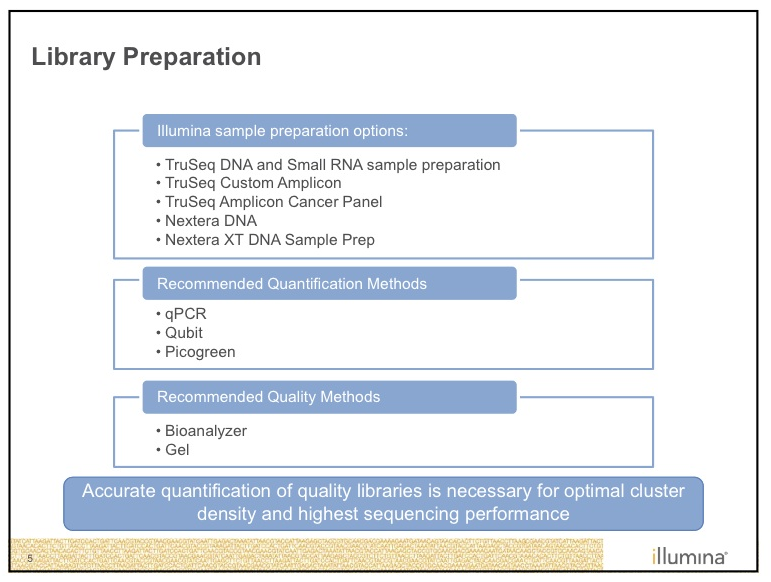 Library Preparation
Illumina sample preparation options:
• TruSeq DNA and Small RNA sample preparation
• TruSeq Custom Amplicon
• TruSeq Amplicon Cancer Panel
• Nextera DNA
• Nextera XT DNA Sample Prep
Recommended Quantification Methods
• qPCR
• Qubit
• Picogreen
Recommended Quality Methods
• Bioanalyzer
• Gel
Accurate quantification of quality libraries is necessary for optimal cluster
density and highest sequencing performance
5
illumına®